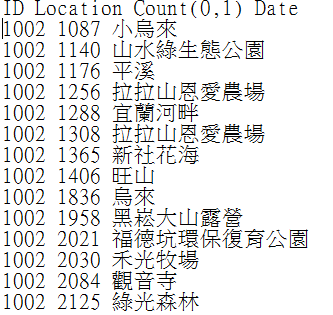 ID Location Count(0,1) Date
1002 1087 小烏來
1002 1140 山水綠生態公園
1002 1176 平溪
1002 1256 拉拉山恩愛農場
1002 1288 宜蘭河畔
1002 1308 拉拉山恩愛農場
1002 1365 新社花海
1002 1406 旺山
1002 1836 烏來
1002 1958 黑崧大山露營
1002 2021 福德坑環保復育公園
1002 2030 禾光牧場
1002 2084 觀音寺
1002 2125 綠光森林